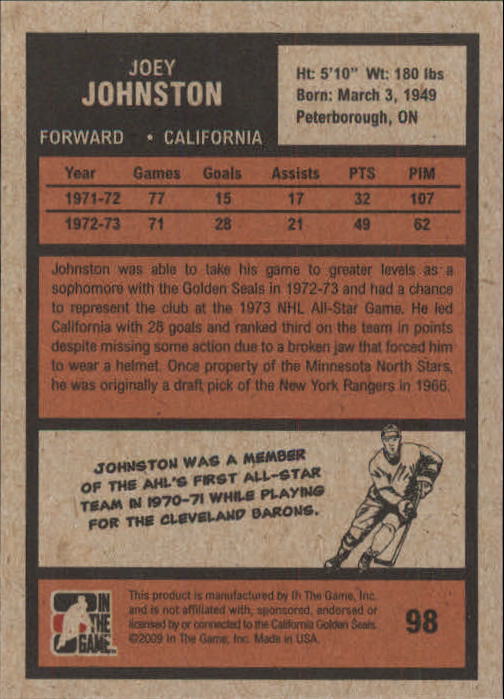 JOEY
JOHNSTON
FORWARD • CALIFORNIA
Ht: 5'10" Wt: 180 lbs
Born: March 3, 1949
Peterborough, ON
Year Games Goals Assists PTS PIM
1971-72 77 15 17 32 107
1972-73 71 28 21 49 62
Johnston was able to take his game to greater levels as a
sophomore with the Golden Seals in 1972-73 and had a chance
to represent the club at the 1973 NHL All-Star Game. He led
California with 28 goals and ranked third on the team in points
despite missing some action due to a broken jaw that forced him
to wear a helmet. Once property of the Minnesota North Stars,
he was originally a draft pick of the New York Rangers in 1966.
JOHNSTON WAS A MEMBER
OF THE AHL'S FIRST ALL-STAR
TEAM IN 1970-71 WHILE PLAYING
FOR THE CLEVELAND BARONS.
IN
THE
GAME
This product is manufactured by In The Game, Inc.
and is not affiliated with, sponsored, endorsed or
licensed by or connected to the California Golden Seals.
©2009 In The Game, Inc. Made in USA.
98